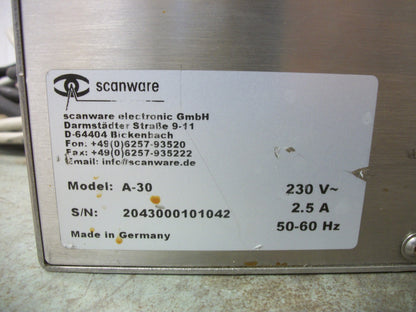 scanware
scanware electronic GmbH
Darmstädter Straße 9-11
D-64404 Bickenbach
Fon: +49(0)6257-93520
Fax: +49(0)6257-935222
Email: info@scanware.de
Model: A-30 230 V~
S/N: 2043000101042 2.5 A
50-60 Hz
Made in Germany